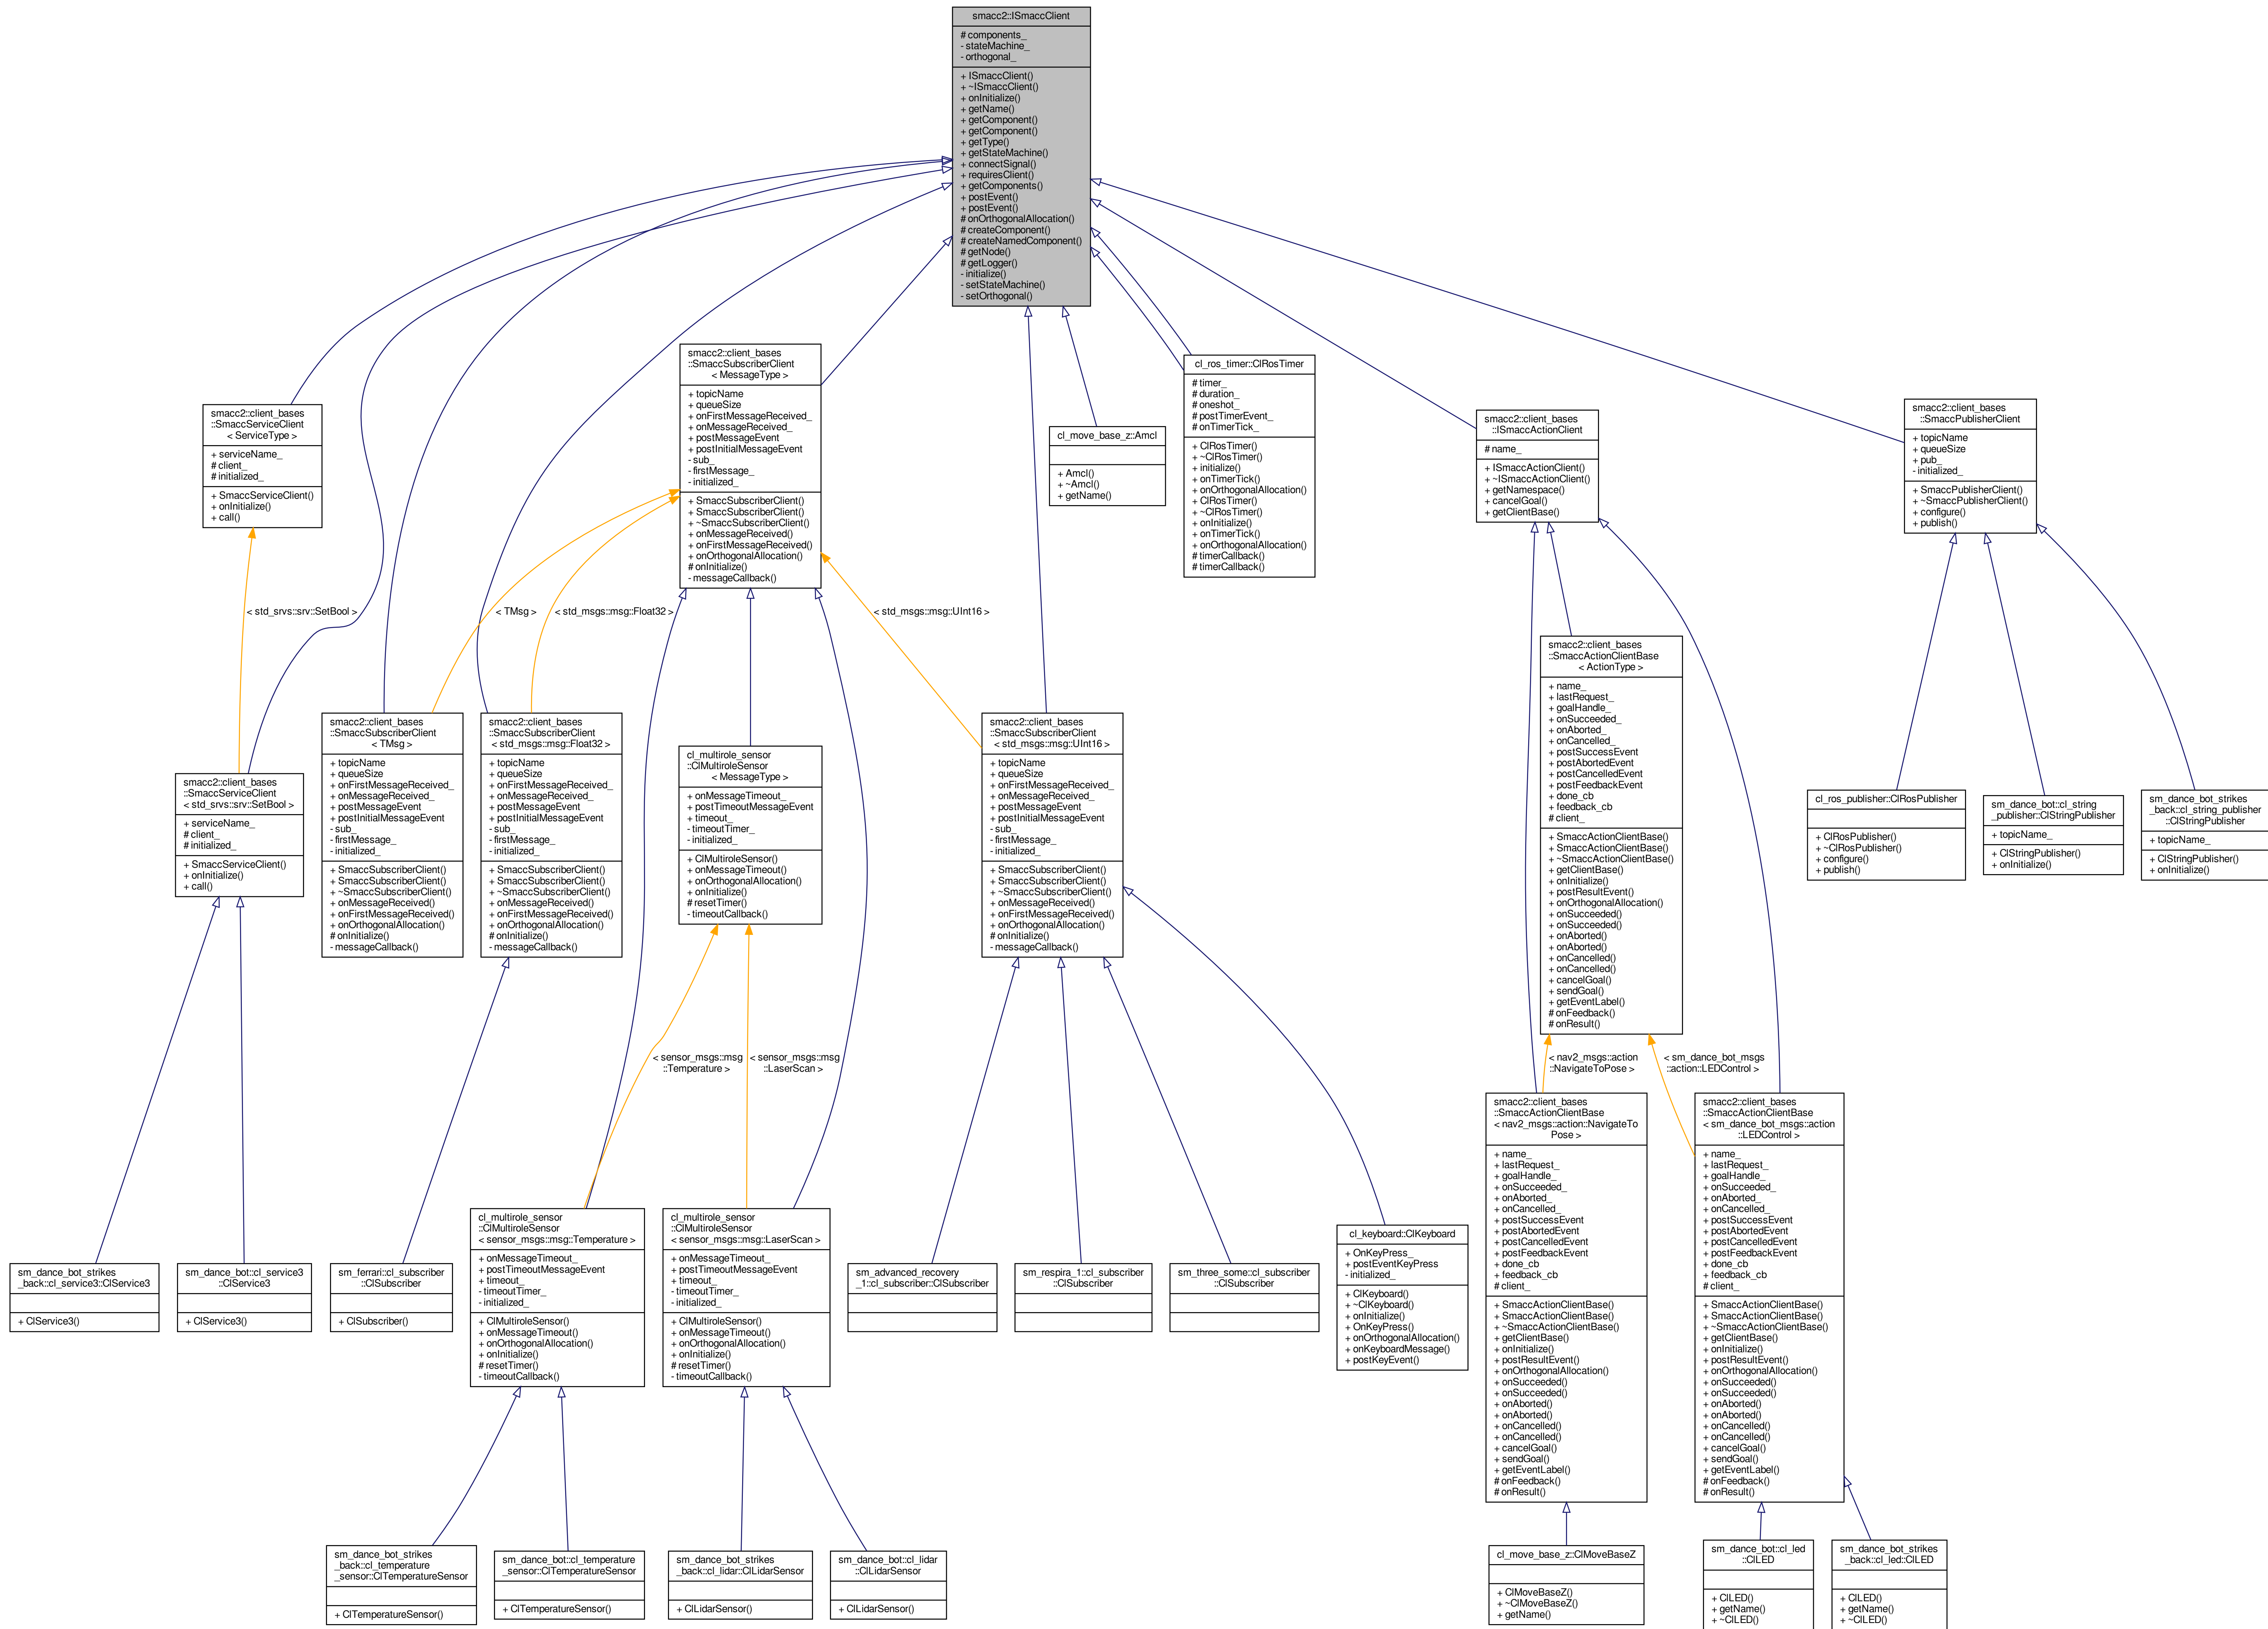 smacc2::ISmaccClient
# components_
- stateMachine_
- orthogonal_
+ ISmaccClient()
+ ~ISmaccClient()
+ onInitialize()
+ getName()
+ getComponent()
+ getComponent()
+ getType()
+ getStateMachine()
+ connectSignal()
+ requiresClient()
+ getComponents()
+ postEvent()
+ postEvent()
# onOrthogonalAllocation()
# createComponent()
# createNamedComponent()
# getNode()
# getLogger()
- initialize()
- setStateMachine()
- setOrthogonal()
smacc2::client_bases
::SmaccServiceClient
< ServiceType >
+ serviceName_
# client_
# initialized_
+ SmaccServiceClient()
+ onInitialize()
+ call()
smacc2::client_bases
::SmaccSubscriberClient
< MessageType >
+ topicName
+ queueSize
+ onFirstMessageReceived_
+ onMessageReceived_
+ postMessageEvent
+ postInitialMessageEvent
- sub_
- firstMessage_
- initialized_
+ SmaccSubscriberClient()
+ SmaccSubscriberClient()
+ ~SmaccSubscriberClient()
+ onMessageReceived()
+ onFirstMessageReceived()
+ onOrthogonalAllocation()
# onInitialize()
- messageCallback()
cl_move_base_z::Amcl
+ Amcl()
+ ~Amcl()
+ getName()
cl_ros_timer::ClRosTimer
# timer_
# duration_
# oneshot_
# postTimerEvent_
# onTimerTick_
+ ClRosTimer()
+ ~ClRosTimer()
+ initialize()
+ onTimerTick()
+ onOrthogonalAllocation()
+ ClRosTimer()
+ ~ClRosTimer()
+ onInitialize()
+ onTimerTick()
+ onOrthogonalAllocation()
# timerCallback()
# timerCallback()
smacc2::client_bases
::ISmaccActionClient
# name_
+ ISmaccActionClient()
+ ~ISmaccActionClient()
+ getNamespace()
+ cancelGoal()
+ getClientBase()
smacc2::client_bases
::SmaccPublisherClient
+ topicName
+ queueSize
+ pub_
- initialized_
+ SmaccPublisherClient()
+ ~SmaccPublisherClient()
+ configure()
+ publish()
< std_srvs::srv::SetBool >
< TMsg >
< std_msgs::msg::Float32 >
< std_msgs::msg::UInt16 >
smacc2::client_bases
::SmaccServiceClient
< std_srvs::srv::SetBool >
+ serviceName_
# client_
# initialized_
+ SmaccServiceClient()
+ onInitialize()
+ call()
smacc2::client_bases
::SmaccSubscriberClient
< TMsg >
+ topicName
+ queueSize
+ onFirstMessageReceived_
+ onMessageReceived_
+ postMessageEvent
+ postInitialMessageEvent
- sub_
- firstMessage_
- initialized_
+ SmaccSubscriberClient()
+ SmaccSubscriberClient()
+ ~SmaccSubscriberClient()
+ onMessageReceived()
+ onFirstMessageReceived()
+ onOrthogonalAllocation()
# onInitialize()
- messageCallback()
smacc2::client_bases
::SmaccSubscriberClient
< std_msgs::msg::Float32 >
+ topicName
+ queueSize
+ onFirstMessageReceived_
+ onMessageReceived_
+ postMessageEvent
+ postInitialMessageEvent
- sub_
- firstMessage_
- initialized_
+ SmaccSubscriberClient()
+ SmaccSubscriberClient()
+ ~SmaccSubscriberClient()
+ onMessageReceived()
+ onFirstMessageReceived()
+ onOrthogonalAllocation()
# onInitialize()
- messageCallback()
cl_multirole_sensor
::ClMultiroleSensor
< MessageType >
+ onMessageTimeout_
+ postTimeoutMessageEvent
+ timeout_
- timeoutTimer_
- initialized_
+ ClMultiroleSensor()
+ onMessageTimeout()
+ onOrthogonalAllocation()
+ onInitialize()
# resetTimer()
- timeoutCallback()
smacc2::client_bases
::SmaccSubscriberClient
< std_msgs::msg::UInt16 >
+ topicName
+ queueSize
+ onFirstMessageReceived_
+ onMessageReceived_
+ postMessageEvent
+ postInitialMessageEvent
- sub_
- firstMessage_
- initialized_
+ SmaccSubscriberClient()
+ SmaccSubscriberClient()
+ ~SmaccSubscriberClient()
+ onMessageReceived()
+ onFirstMessageReceived()
+ onOrthogonalAllocation()
# onInitialize()
- messageCallback()
smacc2::client_bases
::SmaccActionClientBase
< ActionType >
+ name_
+ lastRequest_
+ goalHandle_
+ onSucceeded_
+ onAborted_
+ onCancelled_
+ postSuccessEvent
+ postAbortedEvent
+ postCancelledEvent
+ postFeedbackEvent
+ done_cb
+ feedback_cb
# client_
+ SmaccActionClientBase()
+ SmaccActionClientBase()
+ ~SmaccActionClientBase()
+ getClientBase()
+ onInitialize()
+ postResultEvent()
+ onOrthogonalAllocation()
+ onSucceeded()
+ onSucceeded()
+ onAborted()
+ onAborted()
+ onCancelled()
+ onCancelled()
+ cancelGoal()
+ sendGoal()
+ getEventLabel()
# onFeedback()
# onResult()
cl_ros_publisher::ClRosPublisher
+ ClRosPublisher()
+ ~ClRosPublisher()
+ configure()
+ publish()
sm_dance_bot::cl_string
_publisher::ClStringPublisher
+ topicName_
+ ClStringPublisher()
+ onInitialize()
sm_dance_bot_strikes
_back::cl_string_publisher
::ClStringPublisher
+ topicName_
+ ClStringPublisher()
+ onInitialize()
< sensor_msgs::msg
::Temperature >
< sensor_msgs::msg
::LaserScan >
< nav2_msgs::action
::NavigateToPose >
< sm_dance_bot_msgs
::action::LEDControl >
sm_dance_bot_strikes
_back::cl_service3::ClService3
+ ClService3()
sm_dance_bot::cl_service3
::ClService3
+ ClService3()
sm_ferrari::cl_subscriber
::ClSubscriber
+ ClSubscriber()
cl_multirole_sensor
::ClMultiroleSensor
< sensor_msgs::msg::Temperature >
+ onMessageTimeout_
+ postTimeoutMessageEvent
+ timeout_
- timeoutTimer_
- initialized_
+ ClMultiroleSensor()
+ onMessageTimeout()
+ onOrthogonalAllocation()
+ onInitialize()
# resetTimer()
- timeoutCallback()
cl_multirole_sensor
::ClMultiroleSensor
< sensor_msgs::msg::LaserScan >
+ onMessageTimeout_
+ postTimeoutMessageEvent
+ timeout_
- timeoutTimer_
- initialized_
+ ClMultiroleSensor()
+ onMessageTimeout()
+ onOrthogonalAllocation()
+ onInitialize()
# resetTimer()
- timeoutCallback()
sm_advanced_recovery
_1::cl_subscriber::ClSubscriber
sm_respira_1::cl_subscriber
::ClSubscriber
sm_three_some::cl_subscriber
::ClSubscriber
cl_keyboard::ClKeyboard
+ OnKeyPress_
+ postEventKeyPress
- initialized_
+ ClKeyboard()
+ ~ClKeyboard()
+ onInitialize()
+ OnKeyPress()
+ onOrthogonalAllocation()
+ onKeyboardMessage()
+ postKeyEvent()
smacc2::client_bases
::SmaccActionClientBase
< nav2_msgs::action::NavigateTo
Pose >
+ name_
+ lastRequest_
+ goalHandle_
+ onSucceeded_
+ onAborted_
+ onCancelled_
+ postSuccessEvent
+ postAbortedEvent
+ postCancelledEvent
+ postFeedbackEvent
+ done_cb
+ feedback_cb
# client_
+ SmaccActionClientBase()
+ SmaccActionClientBase()
+ ~SmaccActionClientBase()
+ getClientBase()
+ onInitialize()
+ postResultEvent()
+ onOrthogonalAllocation()
+ onSucceeded()
+ onSucceeded()
+ onAborted()
+ onAborted()
+ onCancelled()
+ onCancelled()
+ cancelGoal()
+ sendGoal()
+ getEventLabel()
# onFeedback()
# onResult()
smacc2::client_bases
::SmaccActionClientBase
< sm_dance_bot_msgs::action
::LEDControl >
+ name_
+ lastRequest_
+ goalHandle_
+ onSucceeded_
+ onAborted_
+ onCancelled_
+ postSuccessEvent
+ postAbortedEvent
+ postCancelledEvent
+ postFeedbackEvent
+ done_cb
+ feedback_cb
# client_
+ SmaccActionClientBase()
+ SmaccActionClientBase()
+ ~SmaccActionClientBase()
+ getClientBase()
+ onInitialize()
+ postResultEvent()
+ onOrthogonalAllocation()
+ onSucceeded()
+ onSucceeded()
+ onAborted()
+ onAborted()
+ onCancelled()
+ onCancelled()
+ cancelGoal()
+ sendGoal()
+ getEventLabel()
# onFeedback()
# onResult()
sm_dance_bot_strikes
_back::cl_temperature
_sensor::ClTemperatureSensor
+ ClTemperatureSensor()
sm_dance_bot::cl_temperature
_sensor::ClTemperatureSensor
+ ClTemperatureSensor()
sm_dance_bot_strikes
_back::cl_lidar::ClLidarSensor
+ ClLidarSensor()
sm_dance_bot::cl_lidar
::ClLidarSensor
+ ClLidarSensor()
cl_move_base_z::ClMoveBaseZ
+ ClMoveBaseZ()
+ ~ClMoveBaseZ()
+ getName()
sm_dance_bot::cl_led
::ClLED
+ ClLED()
+ getName()
+ ~ClLED()
sm_dance_bot_strikes
_back::cl_led::ClLED
+ ClLED()
+ getName()
+ ~ClLED()